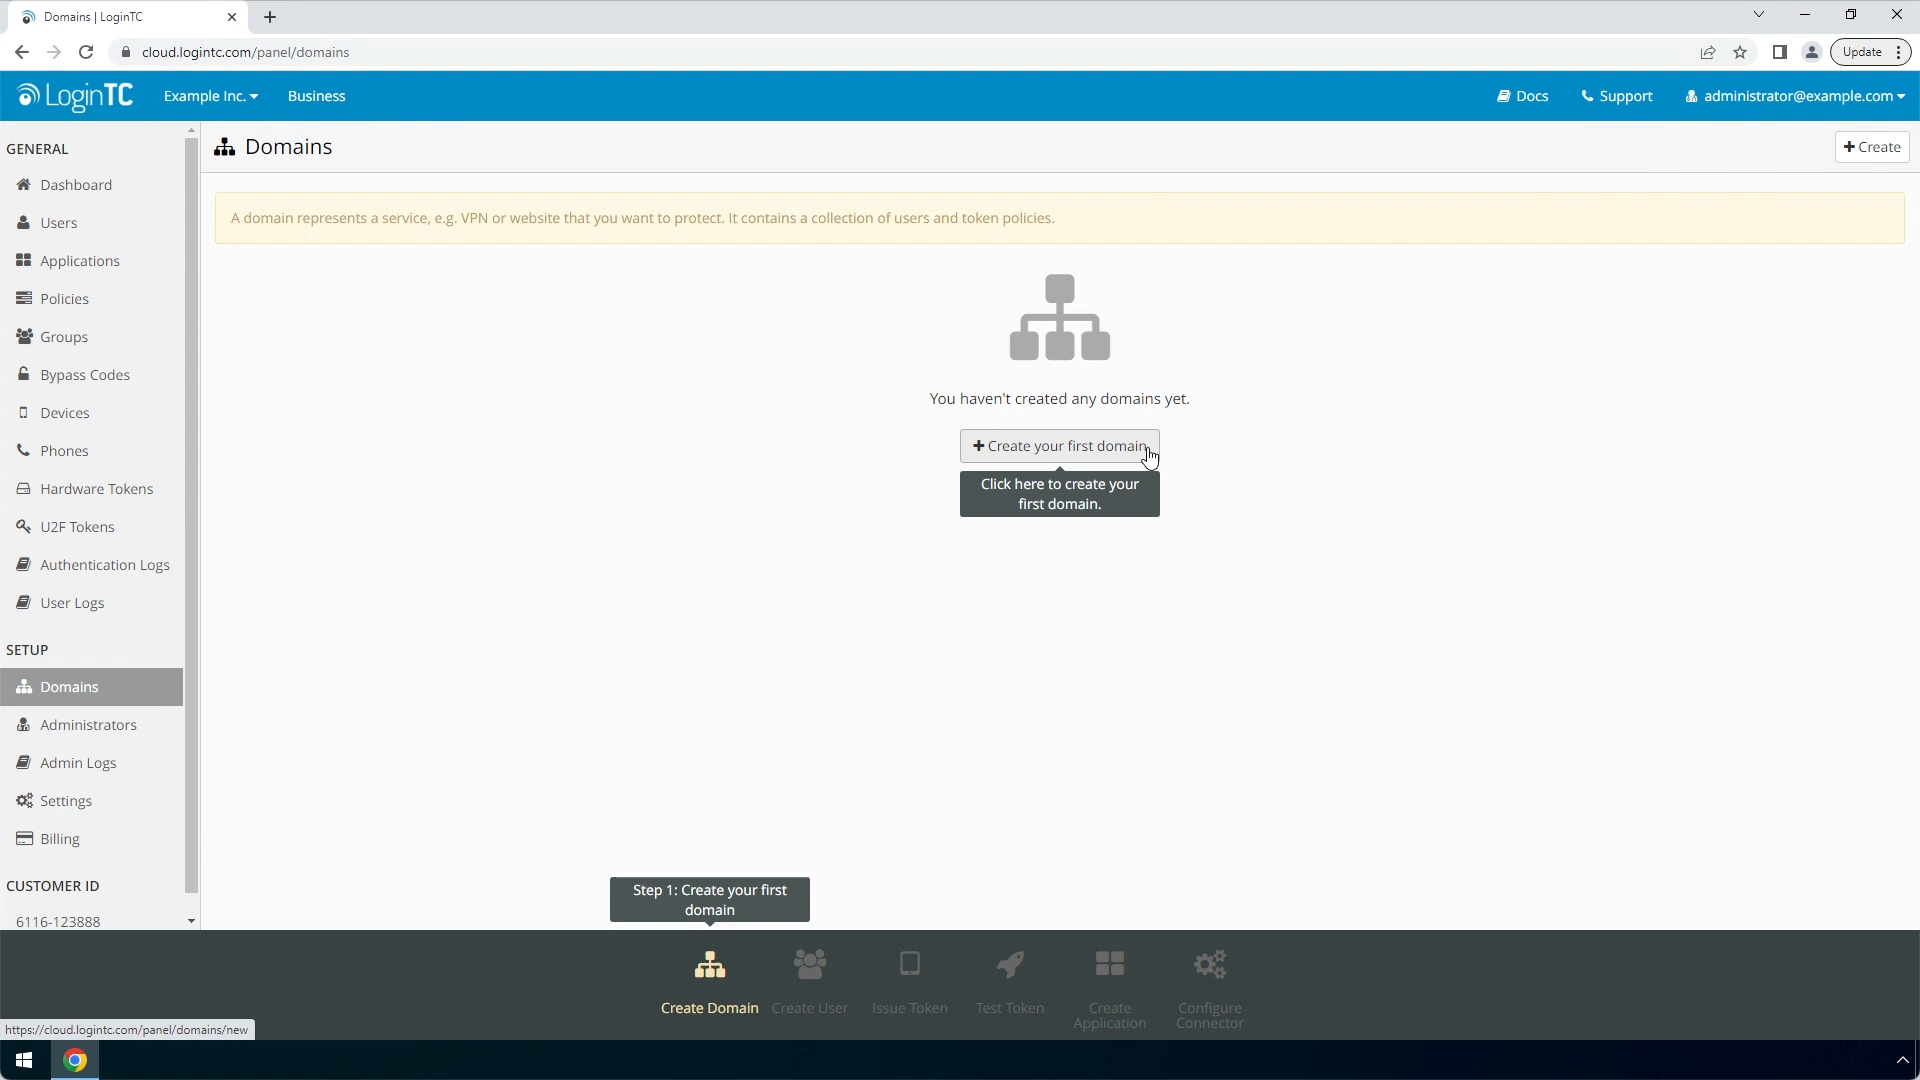 Domains | LoginTC
cloud.logintc.com/panel/domains
Update
LoginTC
Example Inc.
Business
Docs
Support
administrator@example.com
GENERAL
Dashboard
Users
Applications
Policies
Groups
Bypass Codes
Devices
Phones
Hardware Tokens
U2F Tokens
Authentication Logs
User Logs
SETUP
Domains
Administrators
Admin Logs
Settings
Billing
CUSTOMER ID
6116-123888
Domains
Create
A domain represents a service, e.g. VPN or website that you want to protect. It contains a collection of users and token policies.
You haven't created any domains yet.
Create your first domain
Click here to create your
first domain.
Step 1: Create your first
domain
Create Domain
Create User
Issue Token
Test Token
Create
Application
Configure
Connector
https://cloud.logintc.com/panel/domains/new